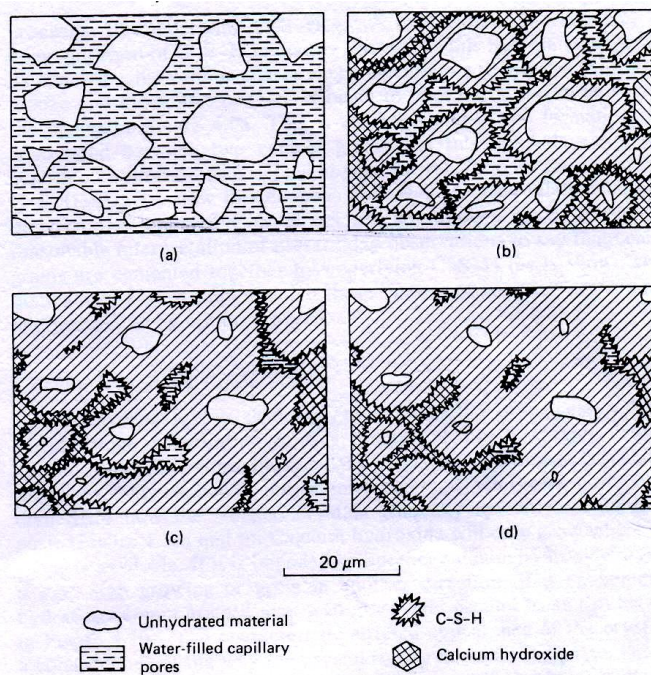 (a)
(b)
(c)
(d)
20 μm
Unhydrated material
C–S–H
Water-filled capillary
pores
Calcium hydroxide